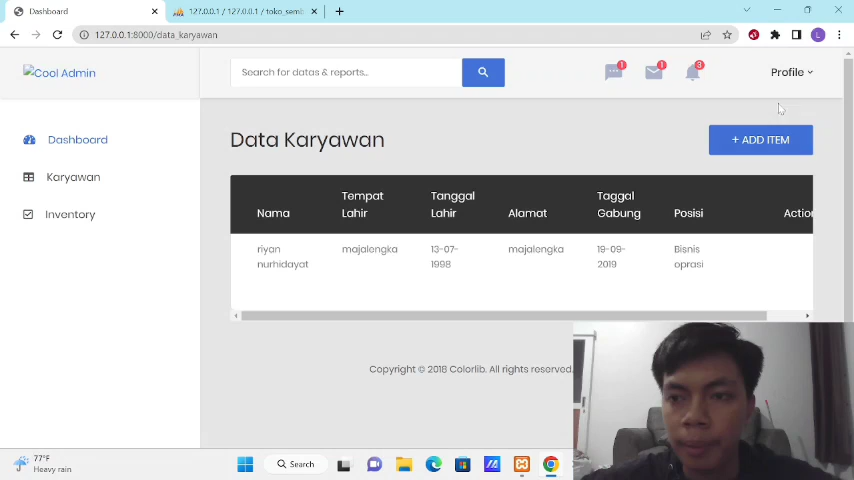 Dashboard
127.0.0.1 / 127.0.0.1 / toko_semb
127.0.0.1:8000/data_karyawan
L
Cool Admin
Search for datas & reports...
1
1
3
Profile
Dashboard
Karyawan
Inventory
Data Karyawan
+ ADD ITEM
Nama
Tempat
Lahir
Tanggal
Lahir
Alamat
Taggal
Gabung
Posisi
Action
riyan
nurhidayat
majalengka
13-07-
1998
majalengka
19-09-
2019
Bisnis
oprasi
Copyright © 2018 Colorlib. All rights reserved.
77°F
Heavy rain
Search